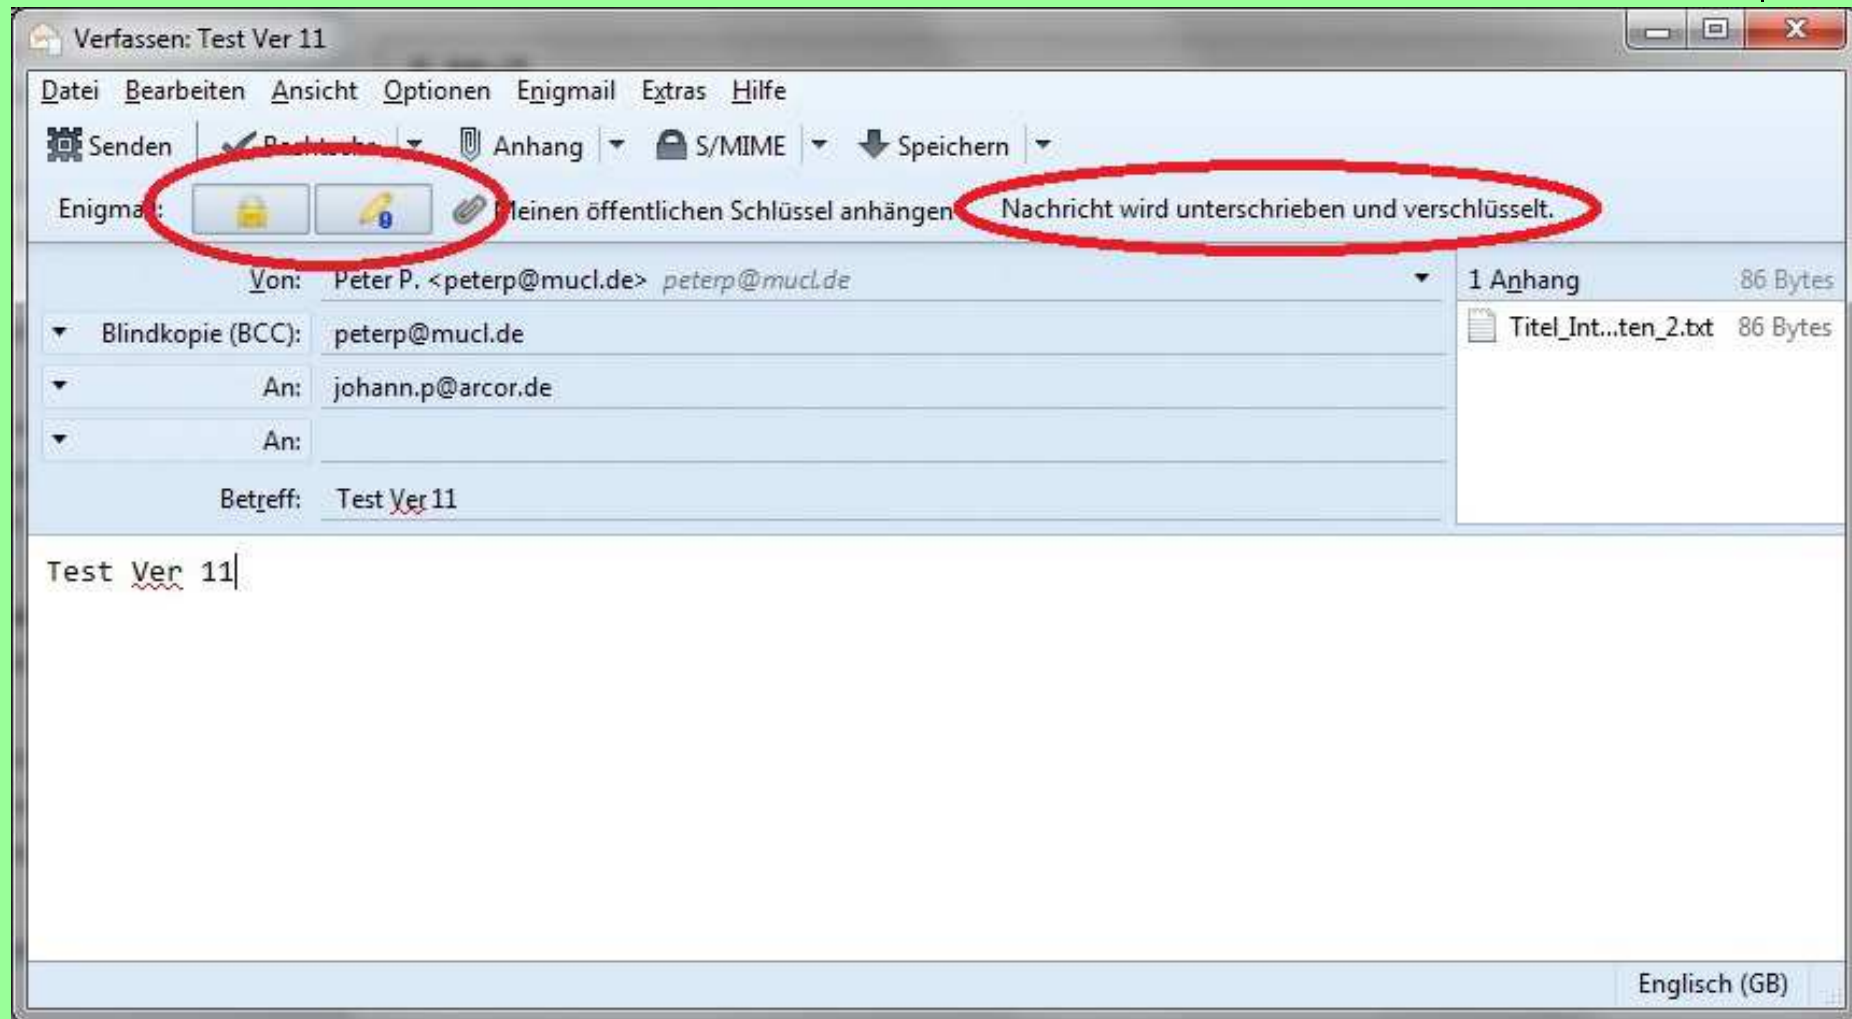 Verfassen: Test Ver 11
Datei Bearbeiten Ansicht Optionen Enigmail Extras Hilfe
Senden Anhang S/MIME Speichern
Meinen öffentlichen Schlüssel anhängen Nachricht wird unterschrieben und verschlüsselt.
Von: Peter P. <peterp@mucl.de> peterp@mucl.de
1 Anhang 86 Bytes
Blindkopie (BCC): peterp@mucl.de
Titel_Int...ten_2.txt 86 Bytes
An: johann.p@arcor.de
An:
Betreff: Test Ver 11
Test Ver 11
Englisch (GB)